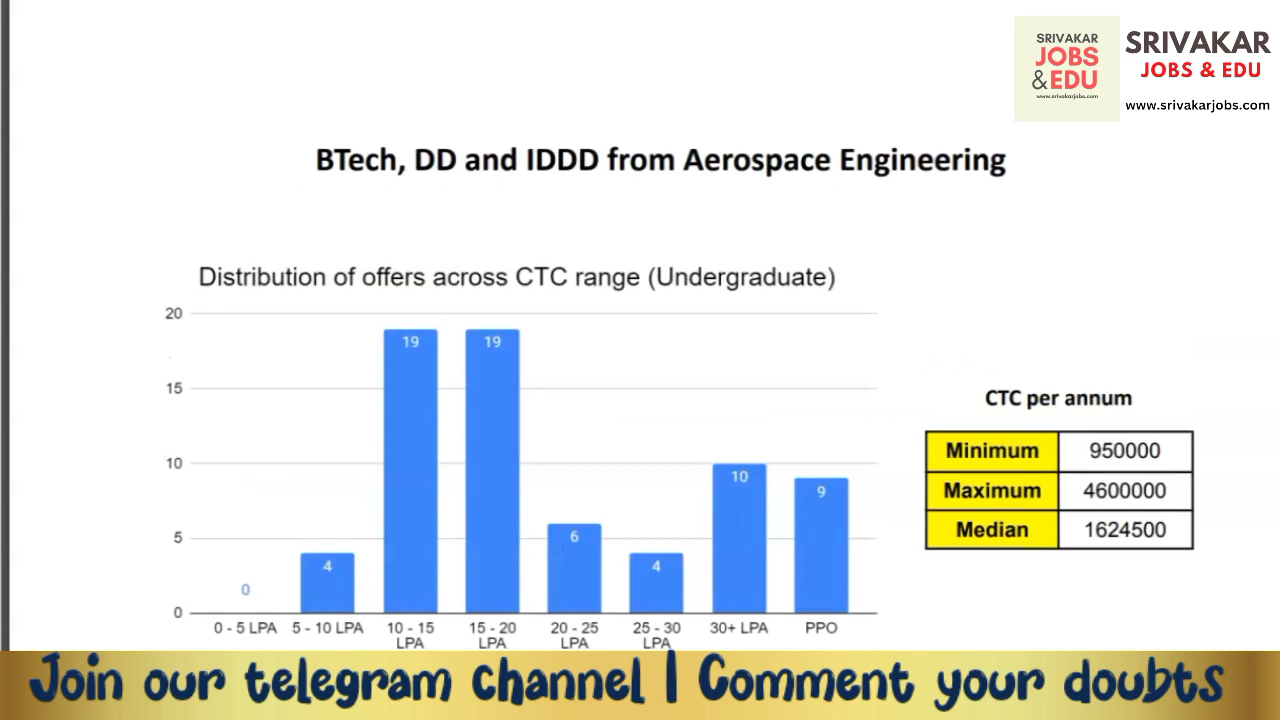 SRIVAKAR
JOBS
&EDU
www.srivakarjobs.com
SRIVAKAR
JOBS & EDU
www.srivakarjobs.com
BTech, DD and IDDD from Aerospace Engineering
Distribution of offers across CTC range (Undergraduate)
20
15
10
5
0
0
4
19
19
6
4
10
9
0 - 5 LPA
5 - 10 LPA
10 - 15
LPA
15 - 20
LPA
20 - 25
LPA
25 - 30
LPA
30+ LPA
PPO
CTC per annum
Minimum 950000
Maximum 4600000
Median 1624500
Join our telegram channel | Comment your doubts